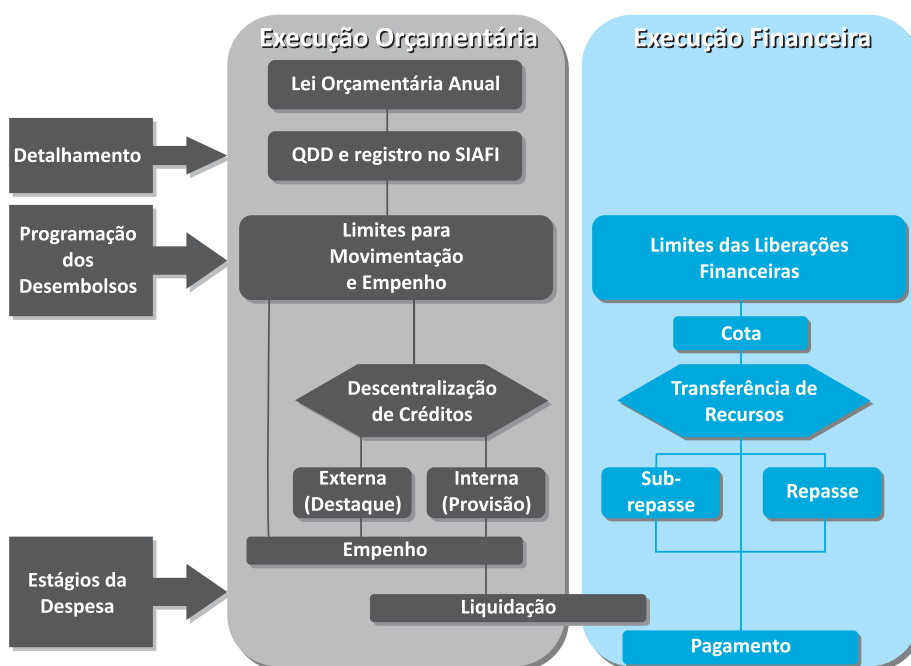 Execução Orçamentária
Execução Financeira
Lei Orçamentária Anual
Detalhamento
QDD e registro no SIAFI
Programação
dos
Desembolsos
Limites para
Movimentação
e Empenho
Limites das Liberações
Financeiras
Cota
Descentralização
de Créditos
Transferência de
Recursos
Externa
(Destaque)
Interna
(Provisão)
Sub-
repasse
Repasse
Empenho
Estágios da
Despesa
Liquidação
Pagamento